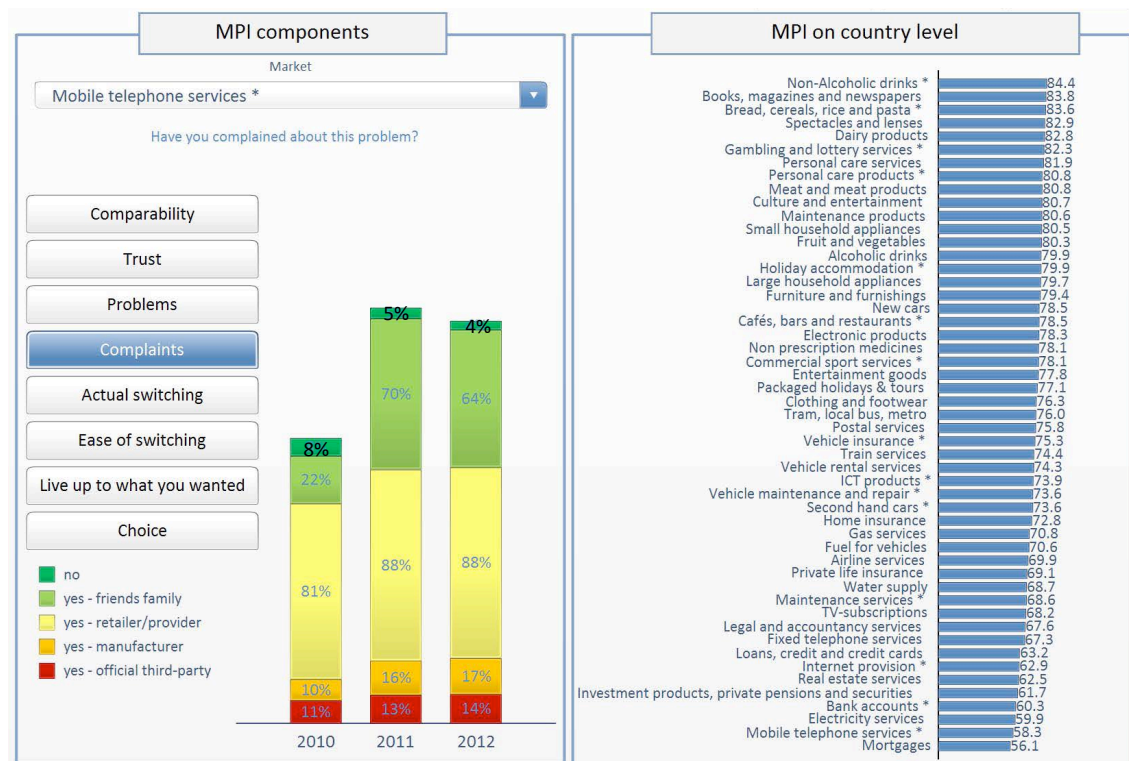 MPI components
Market
Mobile telephone services *
Have you complained about this problem?
Comparability
Trust
Problems
Complaints
Actual switching
Ease of switching
Live up to what you wanted
Choice
no
yes - friends family
yes - retailer/provider
yes - manufacturer
yes - official third-party
8%
22%
81%
10%
11%
2010
5%
70%
88%
16%
13%
2011
4%
64%
88%
17%
14%
2012
MPI on country level
Non-Alcoholic drinks * 84.4
Books, magazines and newspapers 83.8
Bread, cereals, rice and pasta * 83.6
Spectacles and lenses 82.9
Dairy products 82.8
Gambling and lottery services * 82.3
Personal care services 81.9
Personal care products * 80.8
Meat and meat products 80.8
Culture and entertainment 80.7
Maintenance products 80.6
Small household appliances 80.5
Fruit and vegetables 80.3
Alcoholic drinks 79.9
Holiday accommodation * 79.9
Large household appliances 79.7
Furniture and furnishings 79.4
New cars 78.5
Cafés, bars and restaurants * 78.5
Electronic products 78.3
Non prescription medicines 78.1
Commercial sport services * 78.1
Entertainment goods 77.8
Packaged holidays & tours 77.1
Clothing and footwear 76.3
Tram, local bus, metro 76.0
Postal services 75.8
Vehicle insurance * 75.3
Train services 74.4
Vehicle rental services 74.3
ICT products * 73.9
Vehicle maintenance and repair * 73.6
Second hand cars * 73.6
Home insurance 72.8
Gas services 70.8
Fuel for vehicles 70.6
Airline services 69.9
Private life insurance 69.1
Water supply 68.7
Maintenance services * 68.6
TV-subscriptions 68.2
Legal and accountancy services 67.6
Fixed telephone services 67.3
Loans, credit and credit cards 63.2
Internet provision * 62.9
Real estate services 62.5
Investment products, private pensions and securities 61.7
Bank accounts * 60.3
Electricity services 59.9
Mobile telephone services * 58.3
Mortgages 56.1